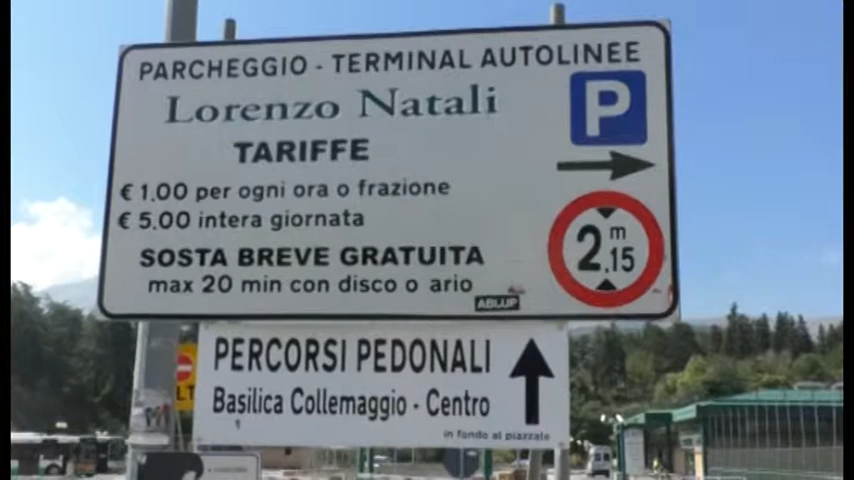 PARCHEGGIO - TERMINAL AUTOLINEE
Lorenzo Natali
P
TARIFFE
€ 1.00 per ogni ora o frazione
€ 5.00 intera giornata
2 m ,15
SOSTA BREVE GRATUITA
max 20 min con disco o ario
ABLUP
PERCORSI PEDONALI
Basilica Collemaggio - Centro
in fondo al piazzale